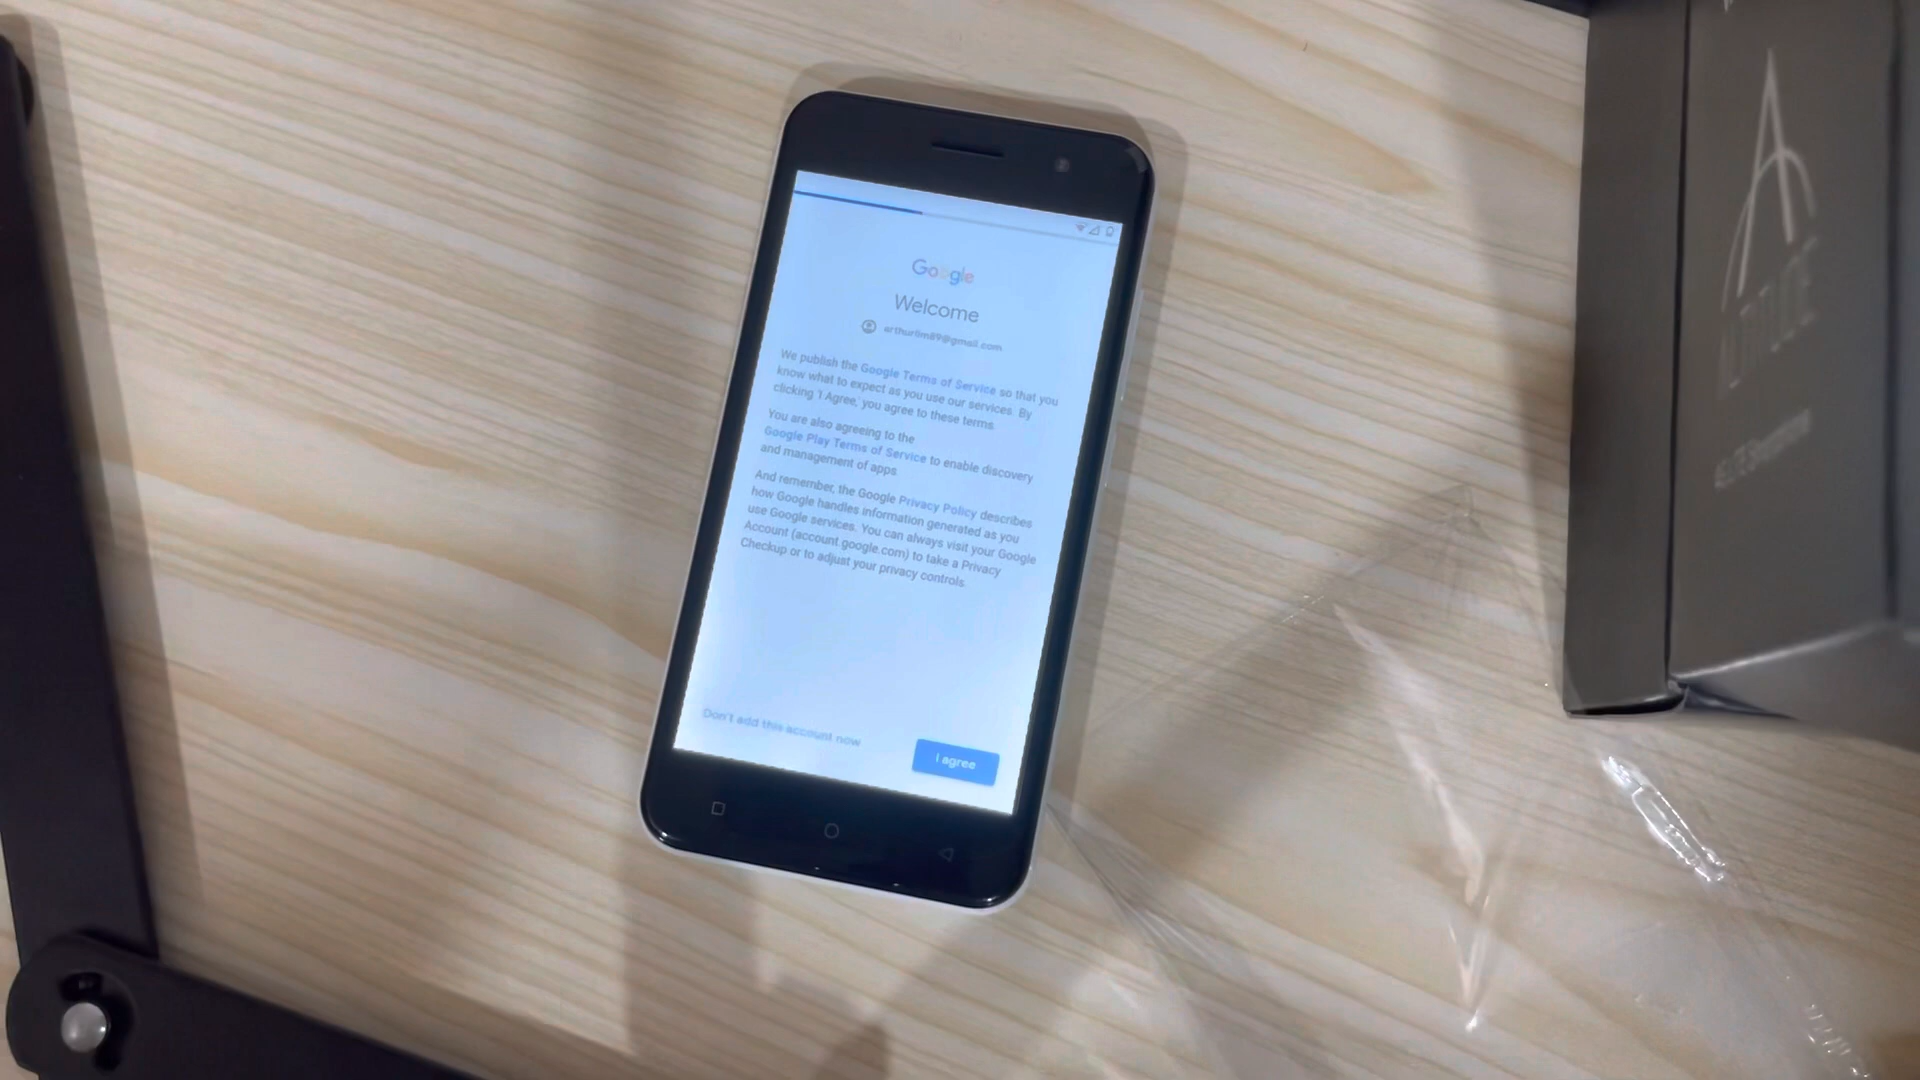 Google
Welcome
arthurlim89@gmail.com
We publish the Google Terms of Service so that you
know what to expect as you use our services. By
clicking 'I Agree,' you agree to these terms.
You are also agreeing to the
Google Play Terms of Service to enable discovery
and management of apps.
And remember, the Google Privacy Policy describes
how Google handles information generated as you
use Google services. You can always visit your Google
Account (account.google.com) to take a Privacy
Checkup or to adjust your privacy controls.
Don't add this account now
I agree
ALTITUDE
4G LTE Smartphone